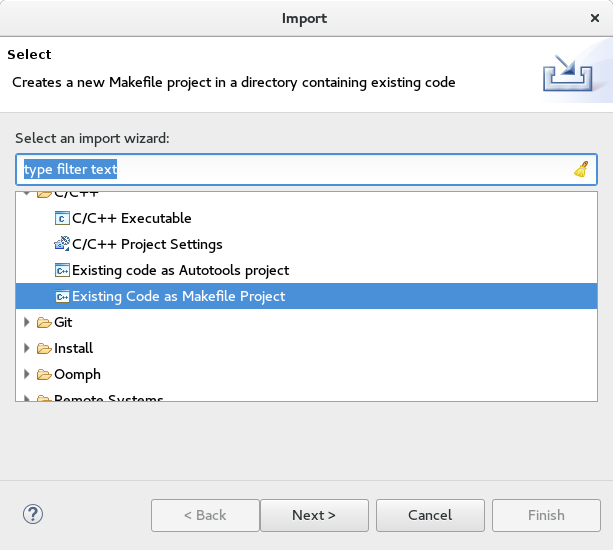 Import
Select
Creates a new Makefile project in a directory containing existing code
Select an import wizard:
type filter text
C/C++
C/C++ Executable
C/C++ Project Settings
Existing code as Autotools project
Existing Code as Makefile Project
Git
Install
Oomph
Remote Systems
< Back
Next >
Cancel
Finish